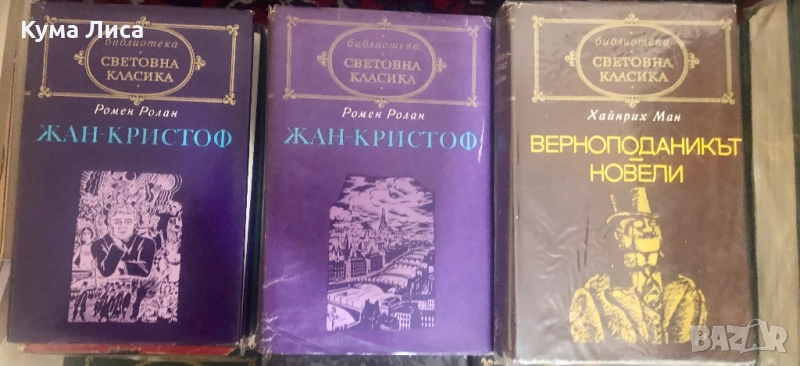 Кума Лиса
библиотека
СВЕТОВНА
КЛАСИКА
Ромен Ролан
ЖАН-КРИСТОФ
библиотека
СВЕТОВНА
КЛАСИКА
Ромен Ролан
ЖАН-КРИСТОФ
библиотека
СВЕТОВНА
КЛАСИКА
Хайнрих Ман
ВЕРНОПОДАНИКЪТ
–
НОВЕЛИ
BAZAR